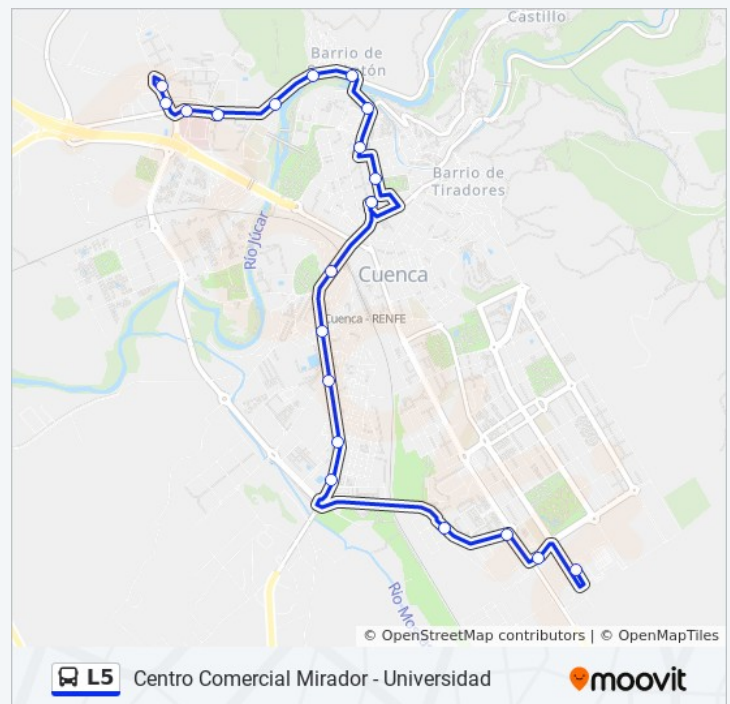 Castillo
Barrio de
Barrio de
Tiradores
Río Júcar
Cuenca
Cuenca - RENFE
Río
© OpenStreetMap contributors | © OpenMapTiles
L5 Centro Comercial Mirador - Universidad
moovit